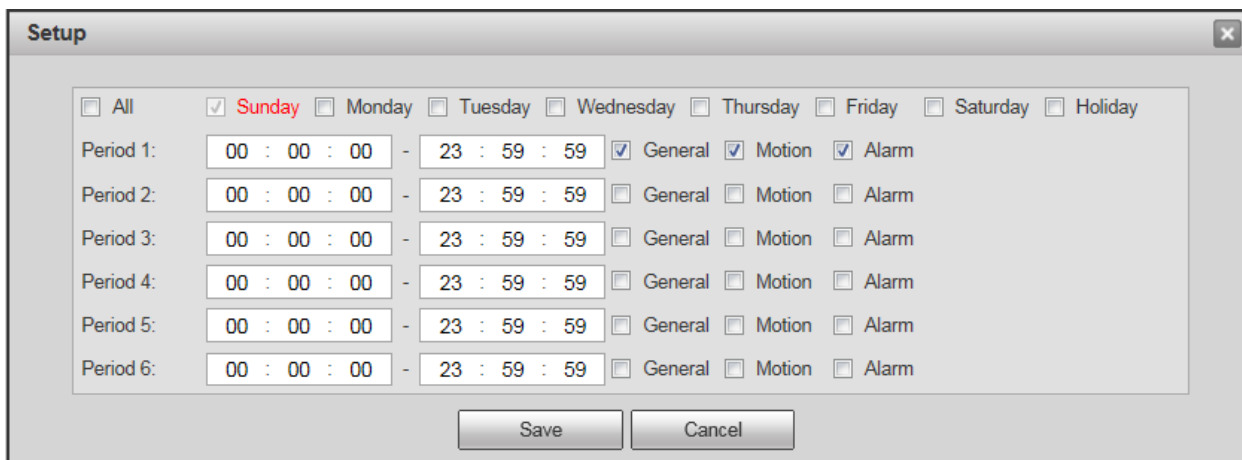 Setup
All Sunday Monday Tuesday Wednesday Thursday Friday Saturday Holiday
Period 1: 00 : 00 : 00 - 23 : 59 : 59 General Motion Alarm
Period 2: 00 : 00 : 00 - 23 : 59 : 59 General Motion Alarm
Period 3: 00 : 00 : 00 - 23 : 59 : 59 General Motion Alarm
Period 4: 00 : 00 : 00 - 23 : 59 : 59 General Motion Alarm
Period 5: 00 : 00 : 00 - 23 : 59 : 59 General Motion Alarm
Period 6: 00 : 00 : 00 - 23 : 59 : 59 General Motion Alarm
Save Cancel